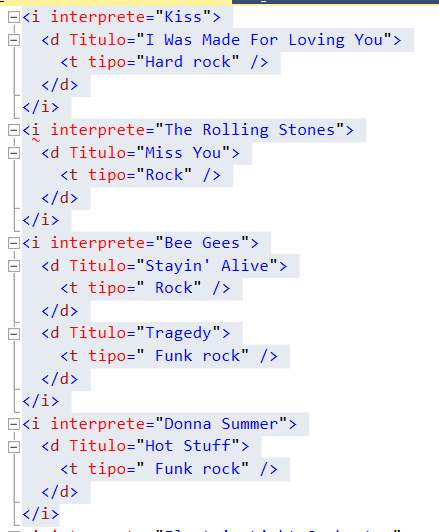 <i interprete="Kiss">
<d Titulo="I Was Made For Loving You">
<t tipo="Hard rock" />
</d>
</i>
<i interprete="The Rolling Stones">
<d Titulo="Miss You">
<t tipo="Rock" />
</d>
</i>
<i interprete="Bee Gees">
<d Titulo="Stayin' Alive">
<t tipo=" Rock" />
</d>
<d Titulo="Tragedy">
<t tipo=" Funk rock" />
</d>
</i>
<i interprete="Donna Summer">
<d Titulo="Hot Stuff">
<t tipo=" Funk rock" />
</d>
</i>